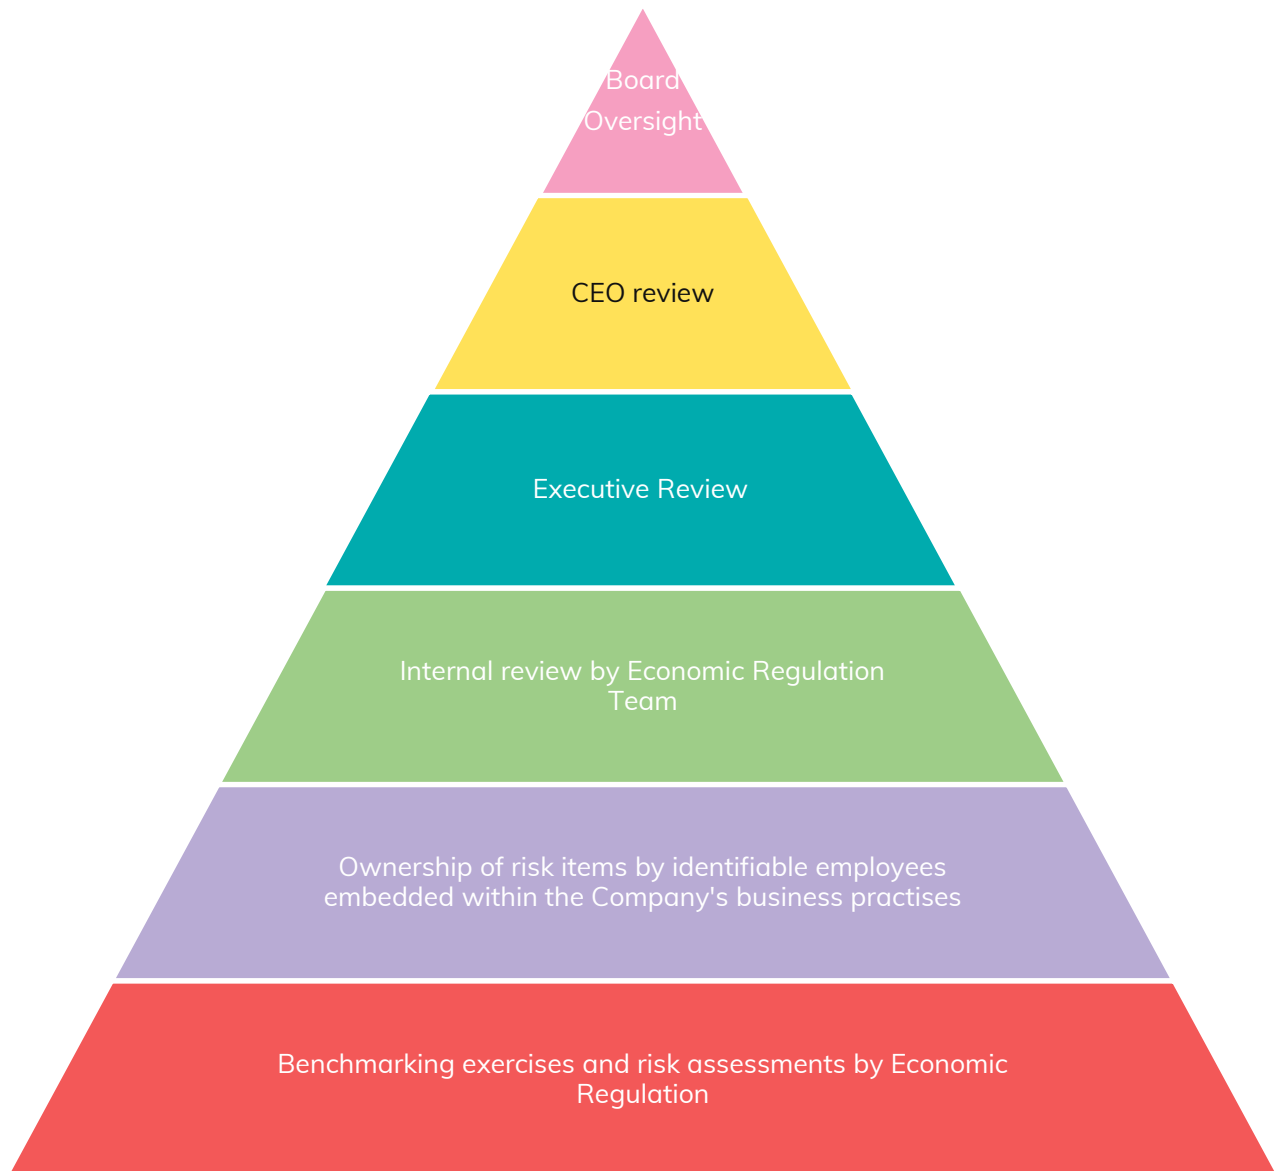 Board
Oversight
CEO review
Executive Review
Internal review by Economic Regulation
Team
Ownership of risk items by identifiable employees
embedded within the Company's business practises
Benchmarking exercises and risk assessments by Economic
Regulation